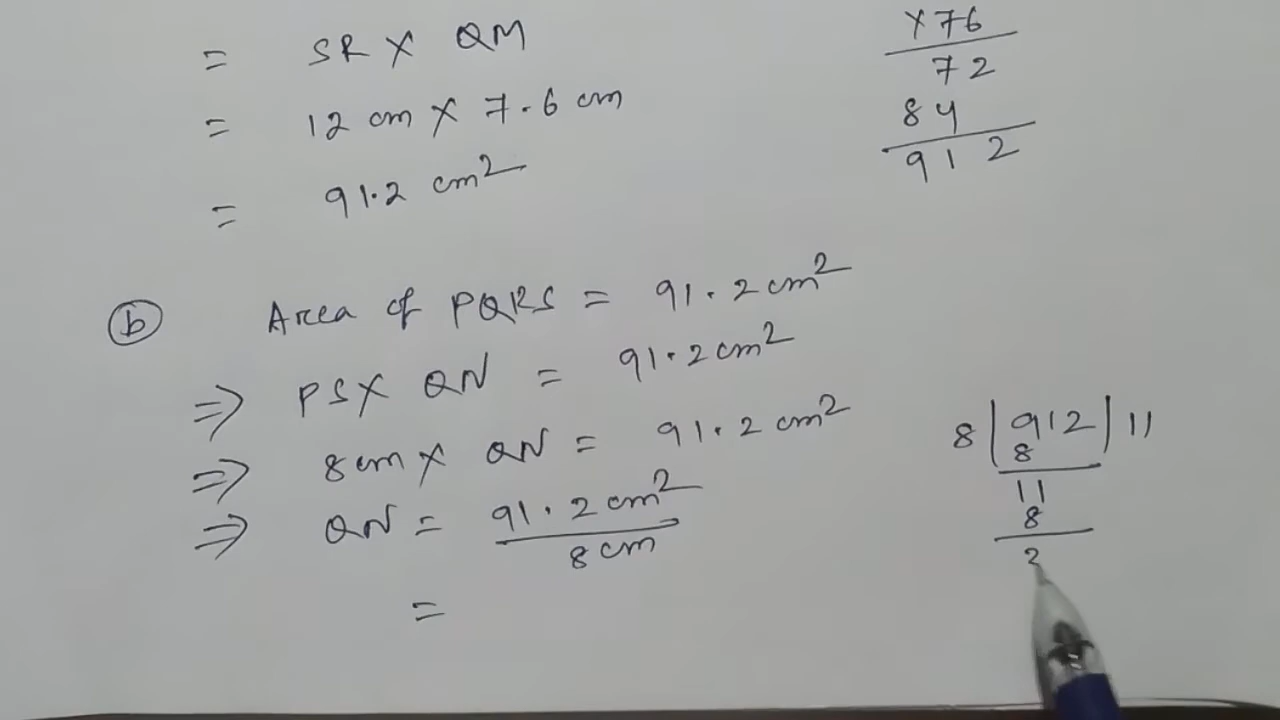 = SR × QM
= 12 cm × 7.6 cm
= 91.2 cm²
×76
72
84
912
(b) Area of PQRS = 91.2 cm²
⇒ PS × QN = 91.2 cm²
⇒ 8 cm × QN = 91.2 cm²
⇒ QN = 91.2 cm² / 8 cm
=
8 | 912 | 11
8
11
8
3